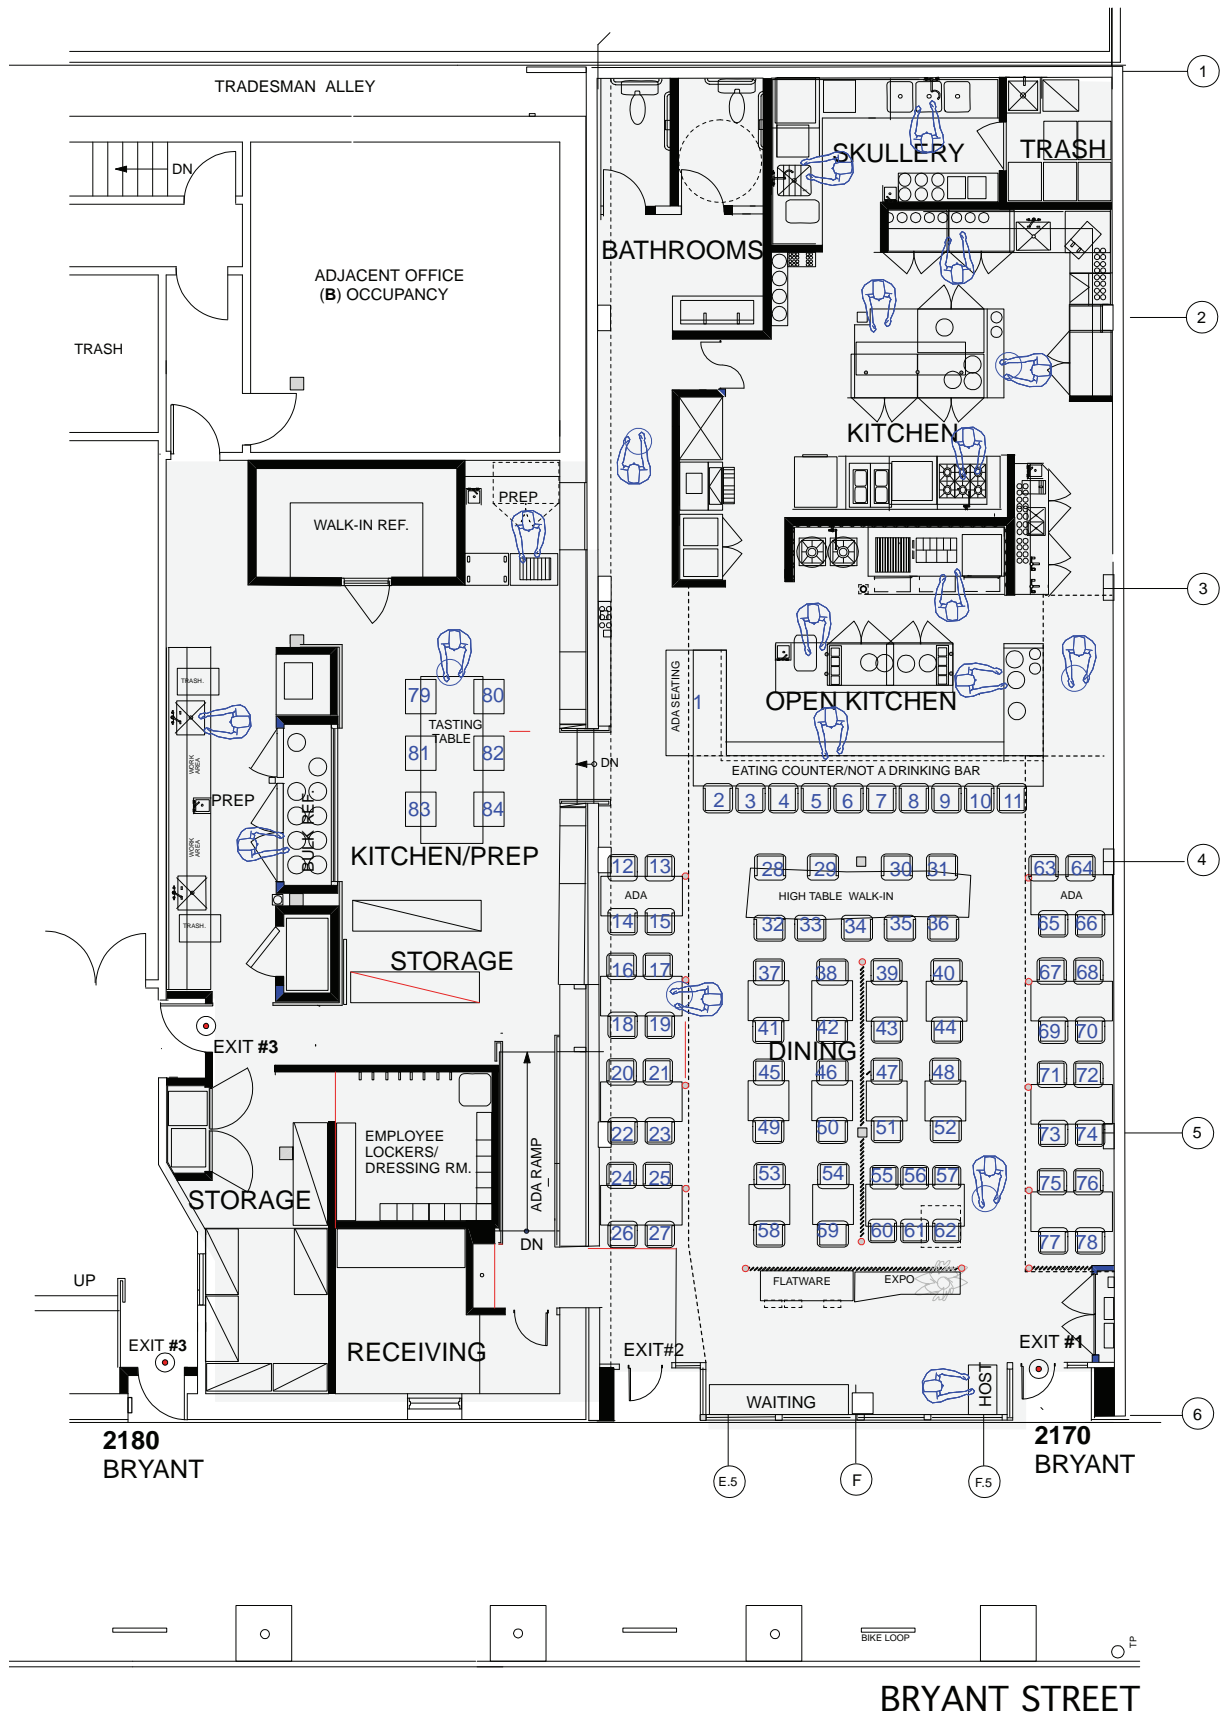 1
TRADESMAN ALLEY
SKULLERY
TRASH
DN
BATHROOMS
ADJACENT OFFICE
(B) OCCUPANCY
2
TRASH
KITCHEN
PREP
WALK-IN REF.
3
ADA SEATING
1
OPEN KITCHEN
TRASH.
79
80
TASTING
TABLE
81
82
83
84
WORK
AREA
PREP
WORK
AREA
TRASH.
BULK REF.
DN
EATING COUNTER/NOT A DRINKING BAR
2 3 4 5 6 7 8 9 10 11
KITCHEN/PREP
4
12 13
28 29 30 31
63 64
ADA
HIGH TABLE WALK-IN
ADA
14 15
32 33 34 35 36
65 66
STORAGE
16 17
37 38 39 40
67 68
18 19
41 42 43 44
69 70
EXIT #3
DINING
20 21
45 46 47 48
71 72
22 23
49 50 51 52
73 74
5
EMPLOYEE
LOCKERS/
DRESSING RM.
ADA RAMP
24 25
53 54 55 56 57
75 76
STORAGE
26 27
58 59 60 61 62
77 78
DN
UP
FLATWARE
EXPO
EXIT #3
RECEIVING
EXIT#2
EXIT #1
WAITING
HOST
6
2180
BRYANT
2170
BRYANT
E.5
F
F.5
BIKE LOOP
TP
BRYANT STREET